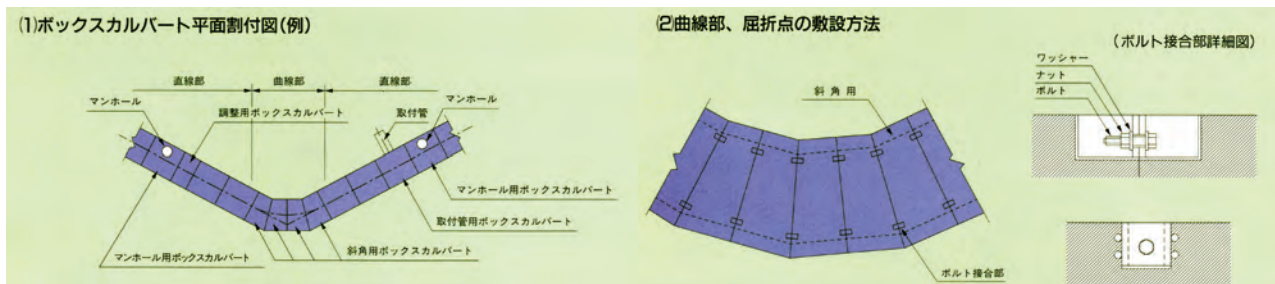 ⑴ボックスカルバート平面割付図(例)
直線部
曲線部
直線部
マンホール
調整用ボックスカルバート
取付管
マンホール
マンホール用ボックスカルバート
取付管用ボックスカルバート
斜角用ボックスカルバート
マンホール用ボックスカルバート
⑵曲線部、屈折点の敷設方法
斜角用
ボルト接合部
(ボルト接合部詳細図)
ワッシャー
ナット
ボルト